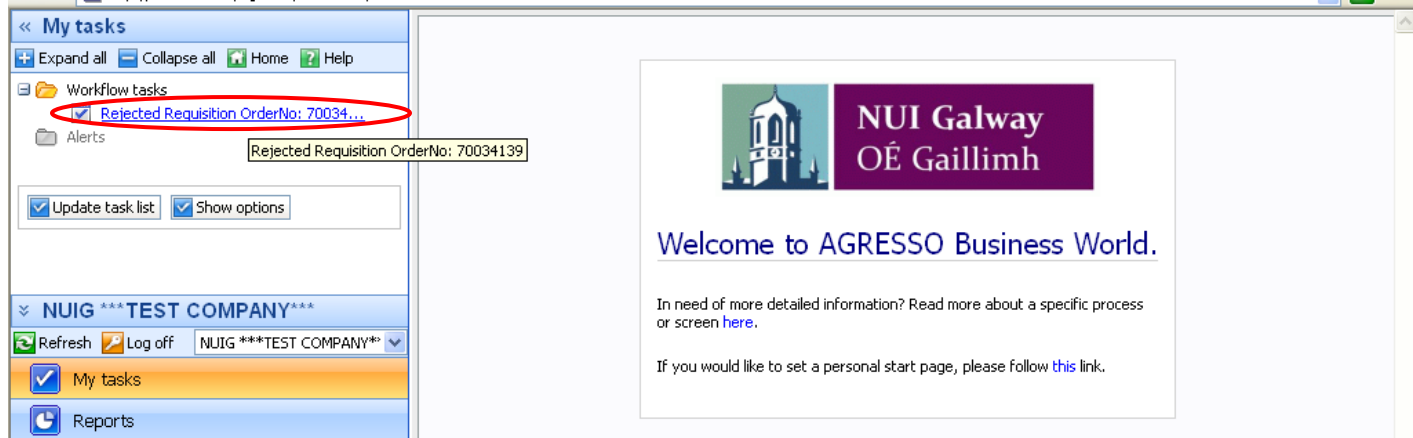 « My tasks
Expand all Collapse all Home Help
Workflow tasks
Rejected Requisition OrderNo: 70034...
Alerts
Rejected Requisition OrderNo: 70034139
Update task list Show options
NUIG ***TEST COMPANY***
Refresh Log off NUIG ***TEST COMPANY**
My tasks
Reports
NUI Galway
OÉ Gaillimh
Welcome to AGRESSO Business World.
In need of more detailed information? Read more about a specific process
or screen here.
If you would like to set a personal start page, please follow this link.